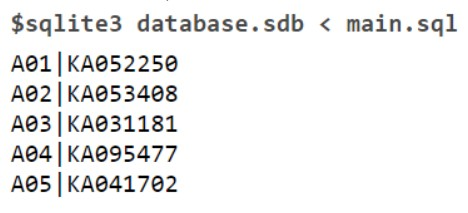 $sqlite3 database.sdb < main.sql
A01|KA052250
A02|KA053408
A03|KA031181
A04|KA095477
A05|KA041702